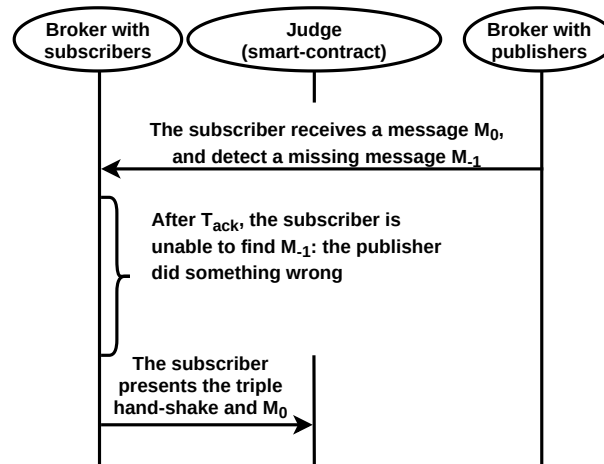 Broker with
subscribers
Judge
(smart-contract)
Broker with
publishers
The subscriber receives a message M₀,
and detect a missing message M₋₁
After Tack, the subscriber is
unable to find M₋₁: the publisher
did something wrong
The subscriber
presents the triple
hand-shake and M₀